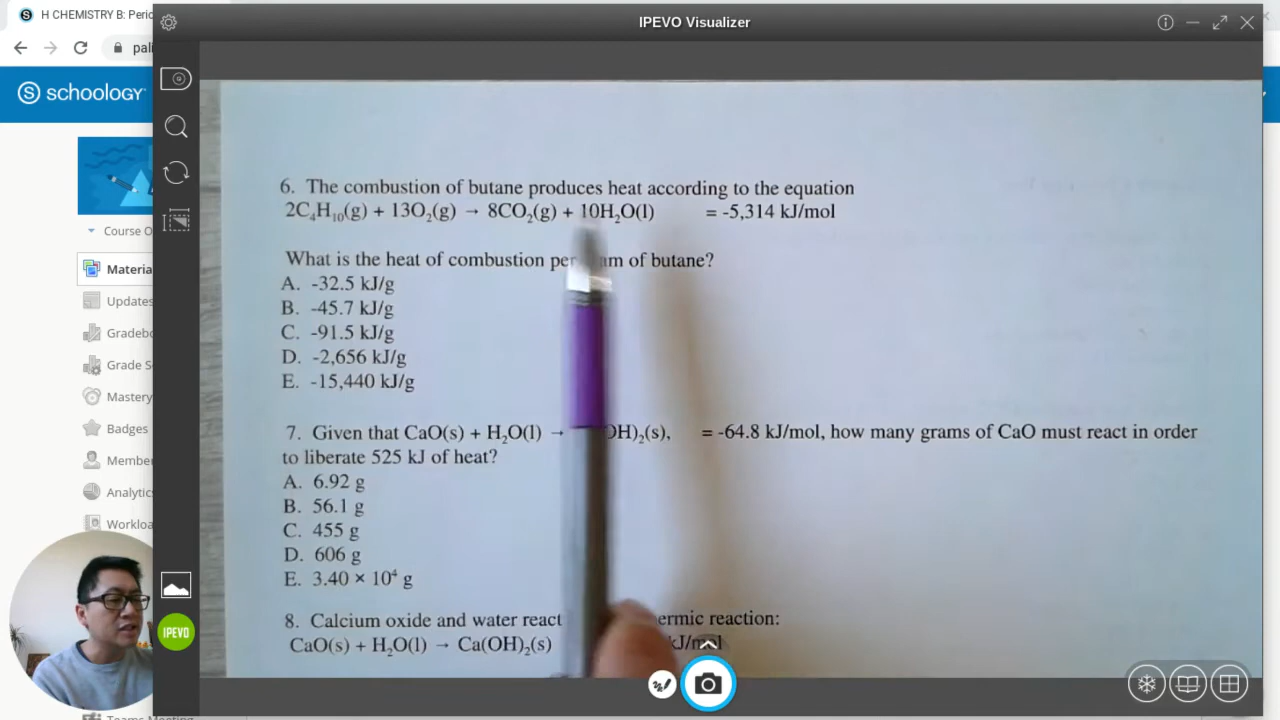 H CHEMISTRY B: Peric
IPEVO Visualizer
pali
S schoology
Course O
Materia
Updates
Gradebo
Grade S
Mastery
Badges
Membe
Analytic
Workloa
IPEVO
6. The combustion of butane produces heat according to the equation
2C₄H₁₀(g) + 13O₂(g) → 8CO₂(g) + 10H₂O(l) = -5,314 kJ/mol
What is the heat of combustion per am of butane?
A. -32.5 kJ/g
B. -45.7 kJ/g
C. -91.5 kJ/g
D. -2,656 kJ/g
E. -15,440 kJ/g
7. Given that CaO(s) + H₂O(l) → OH)₂(s), = -64.8 kJ/mol, how many grams of CaO must react in order
to liberate 525 kJ of heat?
A. 6.92 g
B. 56.1 g
C. 455 g
D. 606 g
E. 3.40 × 10⁴ g
8. Calcium oxide and water react ermic reaction:
CaO(s) + H₂O(l) → Ca(OH)₂(s) kJ/mol